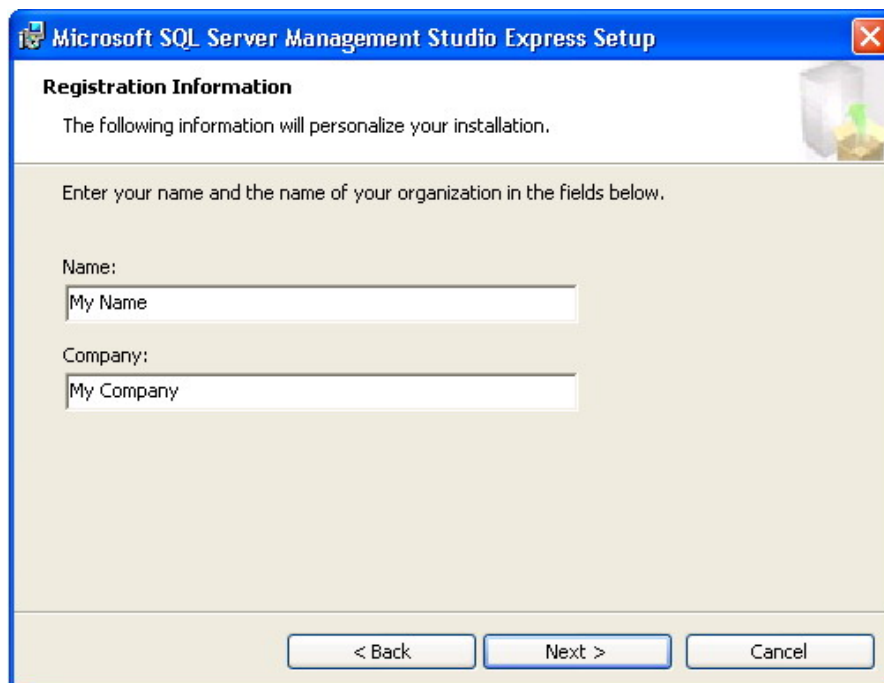 Microsoft SQL Server Management Studio Express Setup
Registration Information
The following information will personalize your installation.
Enter your name and the name of your organization in the fields below.
Name:
My Name
Company:
My Company
< Back Next > Cancel